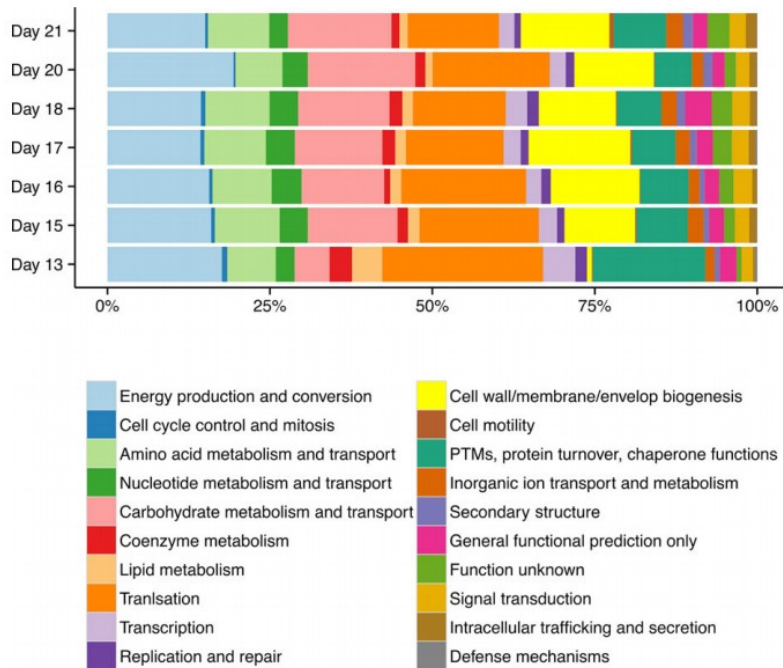 Day 21
Day 20
Day 18
Day 17
Day 16
Day 15
Day 13
0% 25% 50% 75% 100%
Energy production and conversion
Cell cycle control and mitosis
Amino acid metabolism and transport
Nucleotide metabolism and transport
Carbohydrate metabolism and transport
Coenzyme metabolism
Lipid metabolism
Tranlsation
Transcription
Replication and repair
Cell wall/membrane/envelop biogenesis
Cell motility
PTMs, protein turnover, chaperone functions
Inorganic ion transport and metabolism
Secondary structure
General functional prediction only
Function unknown
Signal transduction
Intracellular trafficking and secretion
Defense mechanisms